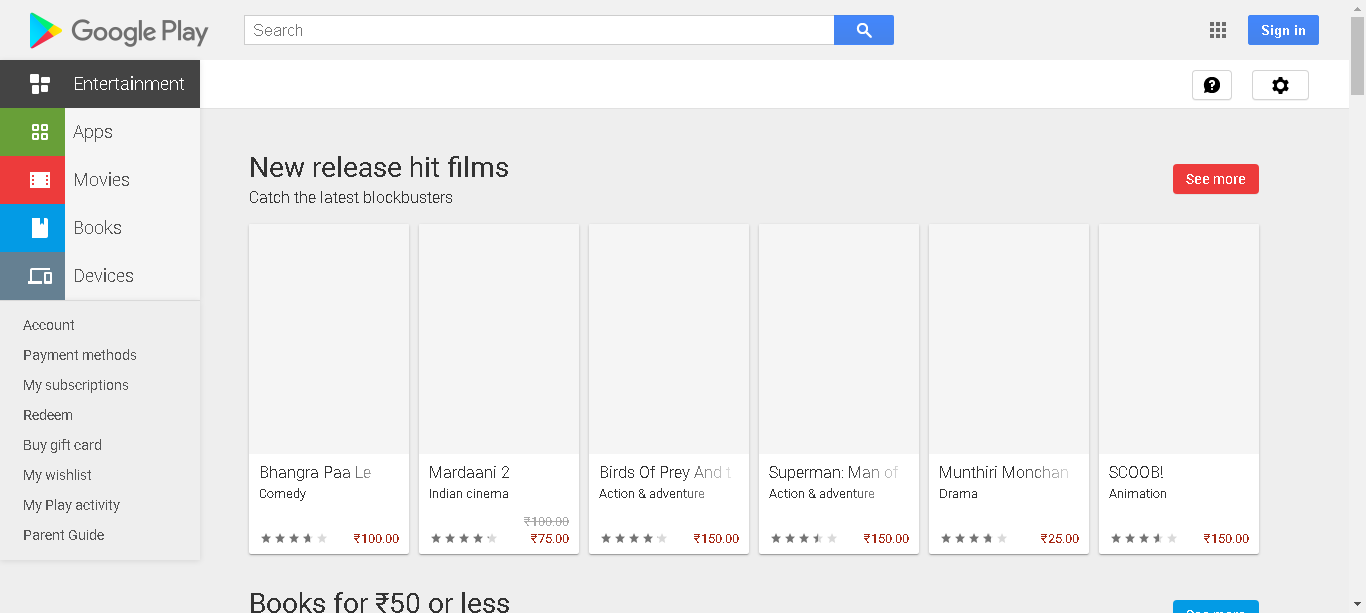 Google Play
Search
Sign in
Entertainment
Apps
Movies
Books
Devices
Account
Payment methods
My subscriptions
Redeem
Buy gift card
My wishlist
My Play activity
Parent Guide
New release hit films
Catch the latest blockbusters
See more
Bhangra Paa Le
Comedy
₹100.00
Mardaani 2
Indian cinema
₹100.00
₹75.00
Birds Of Prey And t
Action & adventure
₹150.00
Superman: Man of
Action & adventure
₹150.00
Munthiri Monchan
Drama
₹25.00
SCOOB!
Animation
₹150.00
Books for ₹50 or less
See more